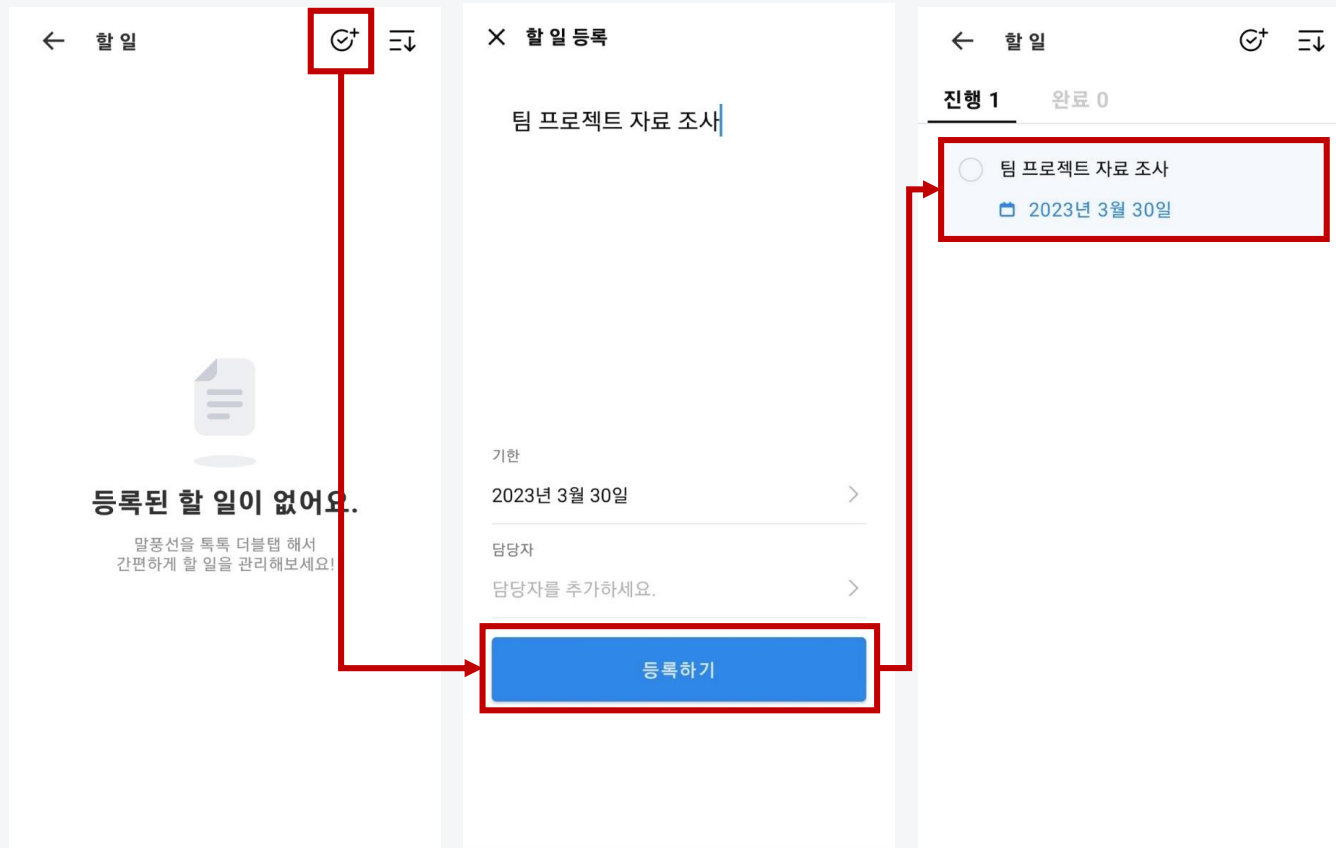 할 일
등록된 할 일이 없어요.
말풍선을 톡톡 더블탭 해서
간편하게 할 일을 관리해보세요!
할 일 등록
팀 프로젝트 자료 조사
기한
2023년 3월 30일
담당자
담당자를 추가하세요.
등록하기
할 일
진행 1 완료 0
팀 프로젝트 자료 조사
2023년 3월 30일